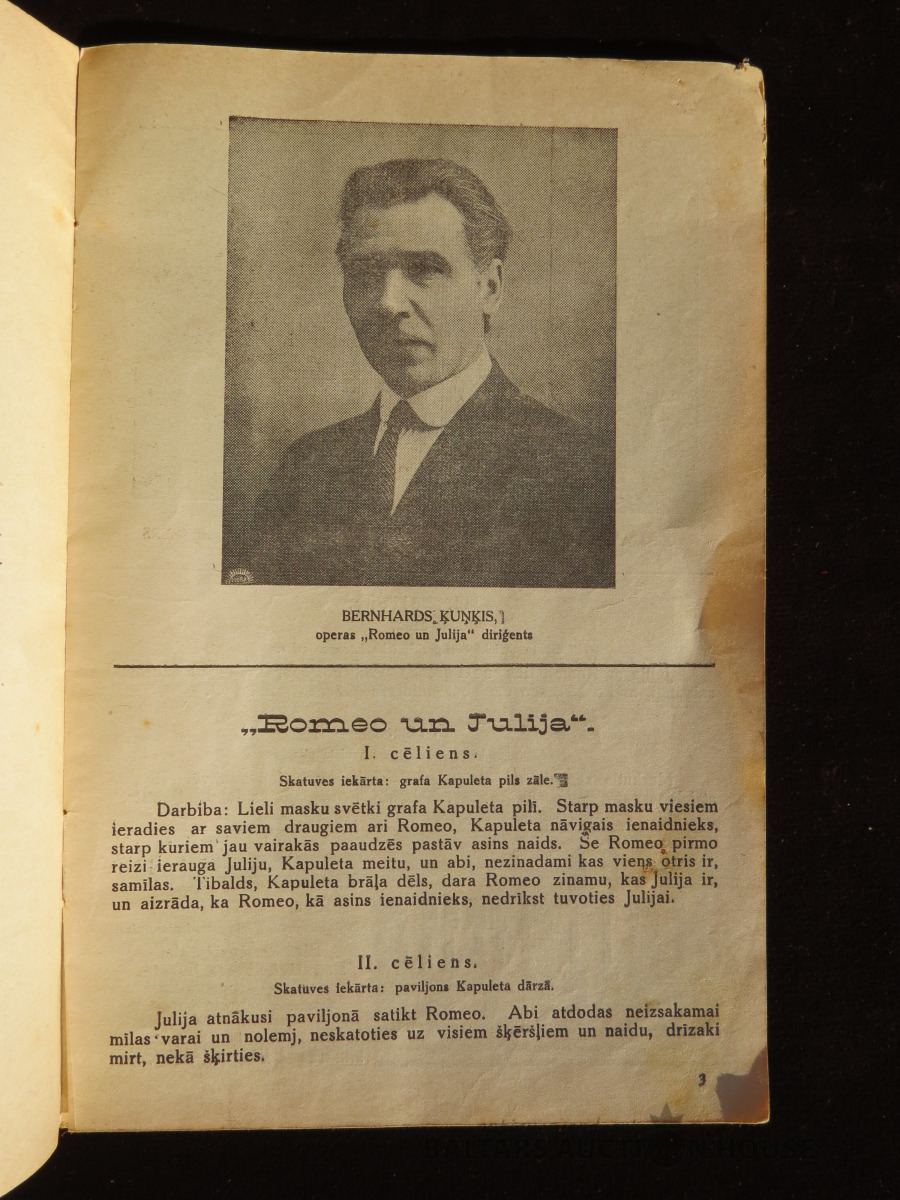 BERNHARDS ĶUŅĶIS,
operas „Romeo un Julija“ diriģents
„Romeo un Julija“.
I. cēliens.
Skatuves iekārta: grafa Kapuleta pils zāle.
Darbība: Lieli masku svētki grafa Kapuleta pilī. Starp masku viesiem
ieradies ar saviem draugiem ari Romeo, Kapuleta nāvīgais ienaidnieks,
starp kuriem jau vairakās paaudzēs pastāv asins naids. Še Romeo pirmo
reizi ierauga Juliju, Kapuleta meitu, un abi, nezinadami kas viens otris ir,
samīlas. Tibalds, Kapuleta brāļa dēls, dara Romeo zinamu, kas Julija ir,
un aizrāda, ka Romeo, kā asins ienaidnieks, nedrīkst tuvoties Julijai.
II. cēliens.
Skatuves iekārta: paviljons Kapuleta dārzā.
Julija atnākusi paviljonā satikt Romeo. Abi atdodas neizsakamai
mīlas varai un nolemj, neskatoties uz visiem šķēršļiem un naidu, drīzaki
mirt, nekā šķirties.
3
BALTARS AUCTION HOUSE